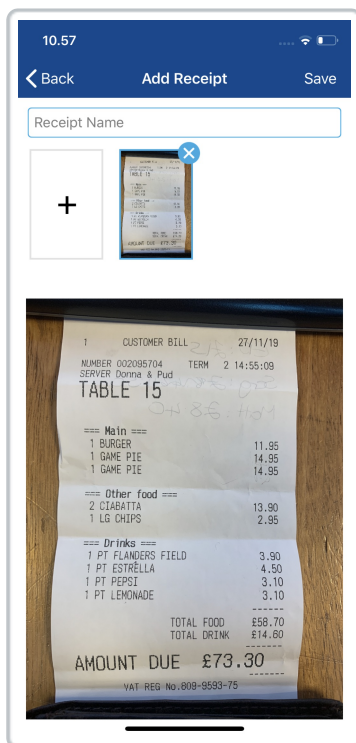 10.57
Back Add Receipt Save
Receipt Name
+
1 CUSTOMER BILL 27/11/19
NUMBER 002095704 TERM 2 14:55:09
SERVER Donna & Pud
TABLE 15
=== Main ===
1 BURGER 11.95
1 GAME PIE 14.95
1 GAME PIE 14.95
=== Other food ===
2 CIABATTA 13.90
1 LG CHIPS 2.95
=== Drinks ===
1 PT FLANDERS FIELD 3.90
1 PT ESTRELLA 4.50
1 PT PEPSI 3.10
1 PT LEMONADE 3.10
------
TOTAL FOOD £58.70
TOTAL DRINK £14.60
------
AMOUNT DUE £73.30
------
VAT REG No.809-9593-75